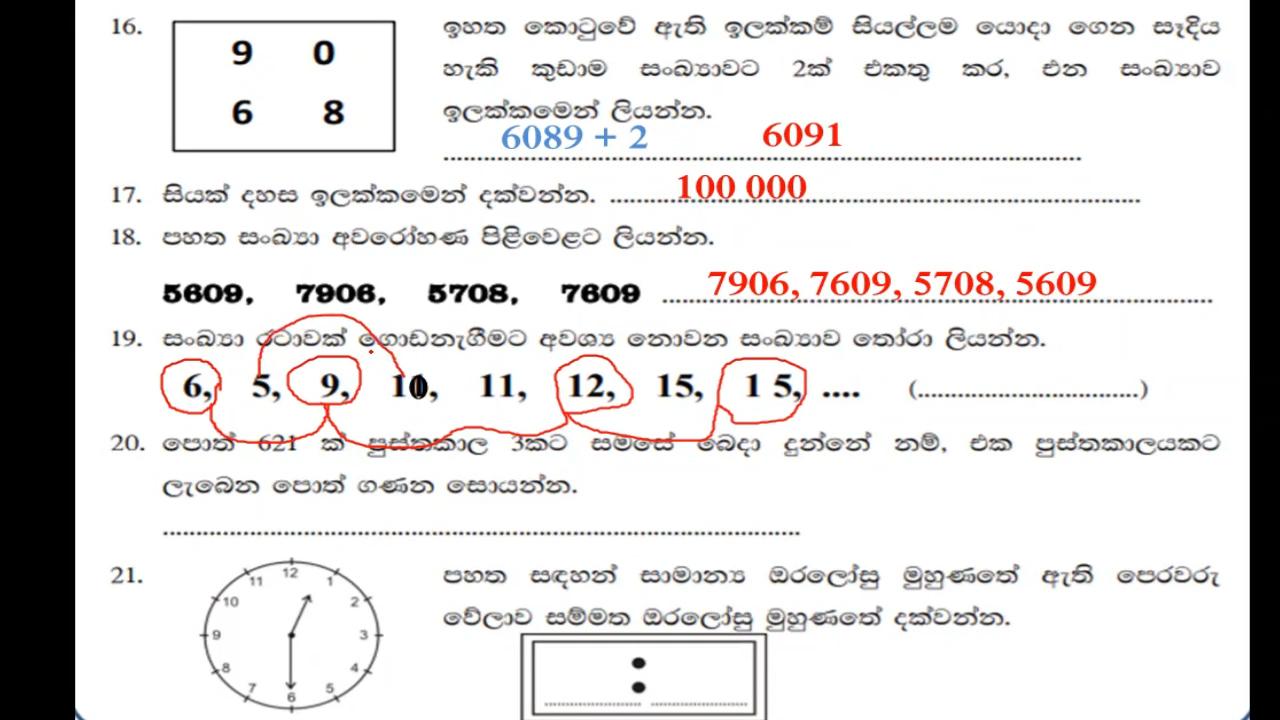 16.
9 0
6 8
ඉහත කොටුවේ ඇති ඉලක්කම් සියල්ලම යොදා ගෙන සෑදිය
හැකි කුඩාම සංඛ්‍යාවට 2ක් එකතු කර, එන සංඛ්‍යාව
ඉලක්කමෙන් ලියන්න.
6089 + 2 6091
17. සියක් දහස ඉලක්කමෙන් දක්වන්න. 100 000
18. පහත සංඛ්‍යා අවරෝහණ පිළිවෙළට ලියන්න.
5609, 7906, 5708, 7609 7906, 7609, 5708, 5609
19. සංඛ්‍යා රටාවක් ගොඩනැගීමට අවශ්‍ය නොවන සංඛ්‍යාව තෝරා ලියන්න.
6, 5, 9, 10, 11, 12, 15, 1 5, .... (................................)
20. පොත් 621 ක් පුස්තකාල 3කට සමසේ බෙදා දුන්නේ නම්, එක පුස්තකාලයකට
ලැබෙන පොත් ගණන සොයන්න.
21.
පහත සඳහන් සාමාන්‍ය ඔරලෝසු මුහුණතේ ඇති පෙරවරු
වේලාව සම්මත ඔරලෝසු මුහුණතේ දක්වන්න.
12
11 1
10 2
9 3
8 4
7 5
6
: